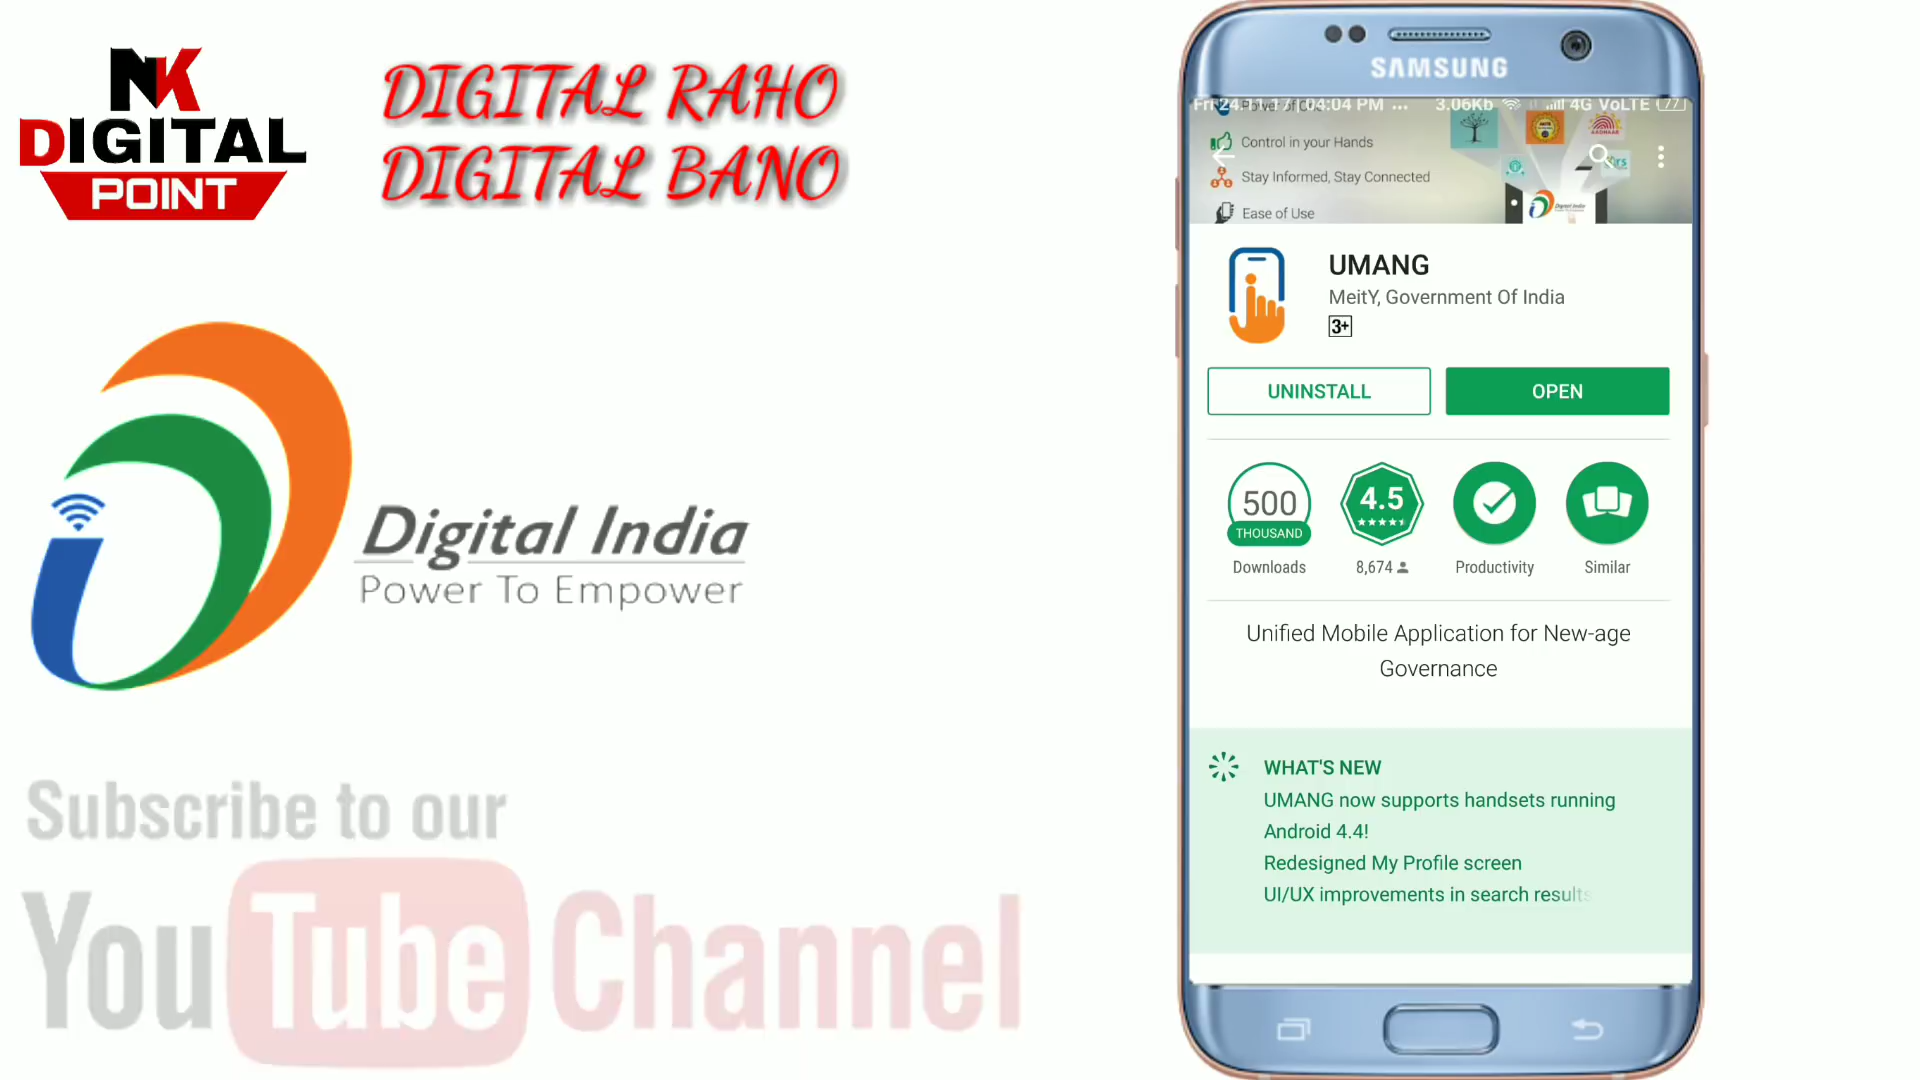 NK
DIGITAL
POINT
DIGITAL RAHO
DIGITAL BANO
Digital India
Power To Empower
Subscribe to our
YouTube Channel
SAMSUNG
04:04 PM ... 3.06Kb 4G VoLTE 77
Control in your Hands
Stay Informed, Stay Connected
Ease of Use
AADHAAR
Digital India
UMANG
MeitY, Government Of India
3+
UNINSTALL
OPEN
500
THOUSAND
Downloads
4.5
8,674
Productivity
Similar
Unified Mobile Application for New-age
Governance
WHAT'S NEW
UMANG now supports handsets running
Android 4.4!
Redesigned My Profile screen
UI/UX improvements in search results